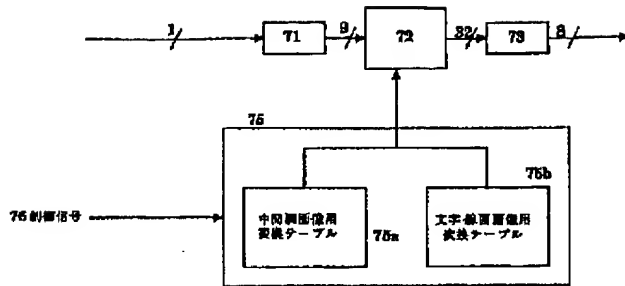 1 71 9 72 32 73 8
75
75b
中間調画像用
変換テーブル
75a
文字・線画画像用
変換テーブル
76 制御信号